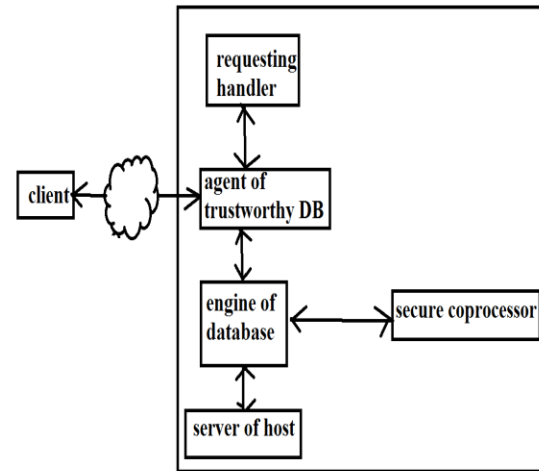 requesting
handler
client
agent of
trustworthy DB
engine of
database
secure coprocessor
server of host